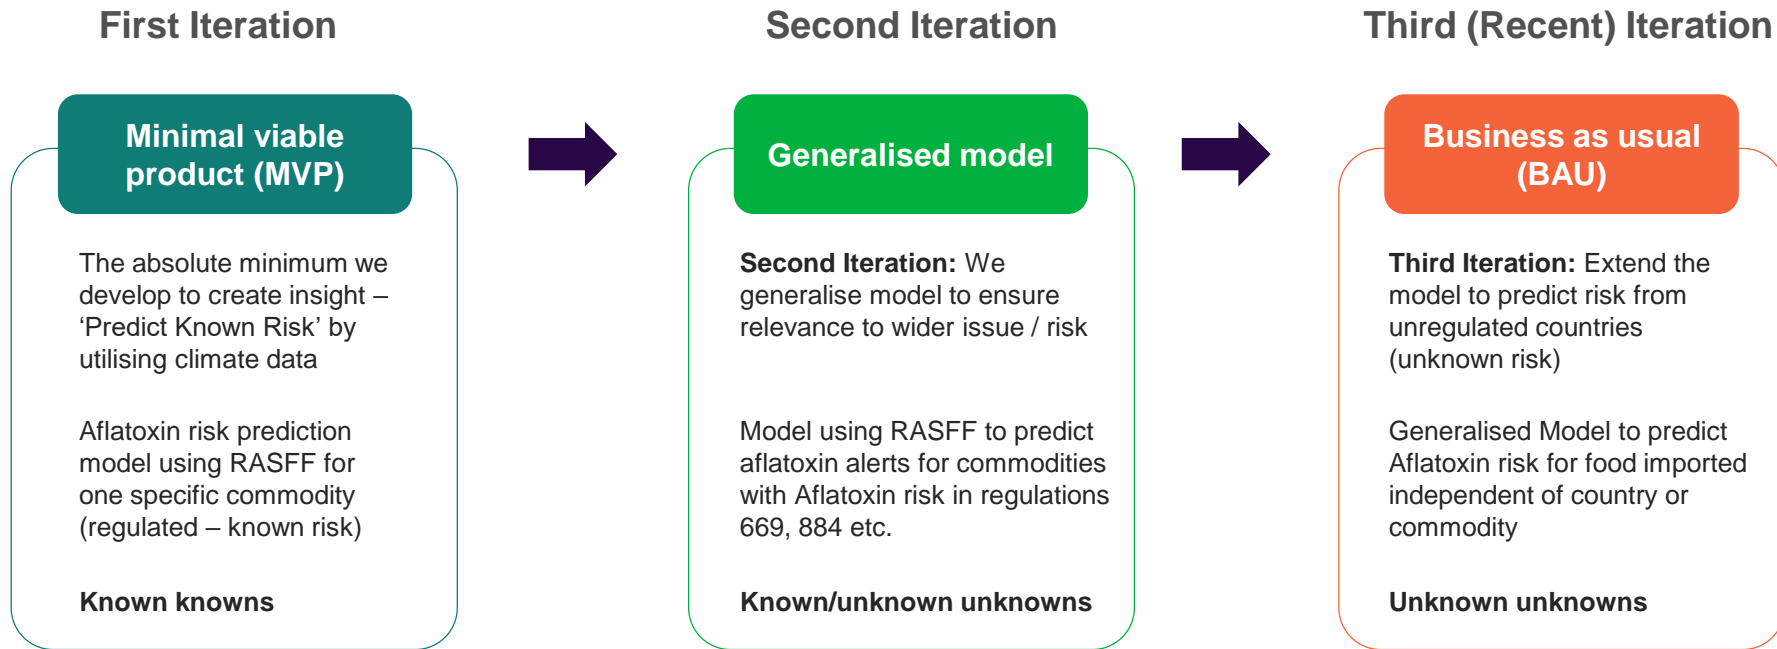 First Iteration
Second Iteration
Third (Recent) Iteration
Minimal viable
product (MVP)
The absolute minimum we
develop to create insight –
‘Predict Known Risk’ by
utilising climate data
Aflatoxin risk prediction
model using RASFF for
one specific commodity
(regulated – known risk)
Known knowns
Generalised model
Second Iteration: We
generalise model to ensure
relevance to wider issue / risk
Model using RASFF to predict
aflatoxin alerts for commodities
with Aflatoxin risk in regulations
669, 884 etc.
Known/unknown unknowns
Business as usual
(BAU)
Third Iteration: Extend the
model to predict risk from
unregulated countries
(unknown risk)
Generalised Model to predict
Aflatoxin risk for food imported
independent of country or
commodity
Unknown unknowns